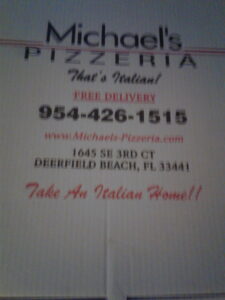 Michael's
PIZZERIA
That's Italian!
FREE DELIVERY
954-426-1515
www.Michaels-Pizzeria.com
1645 SE 3RD CT
DEERFIELD BEACH, FL 33441
Take An Italian Home!!